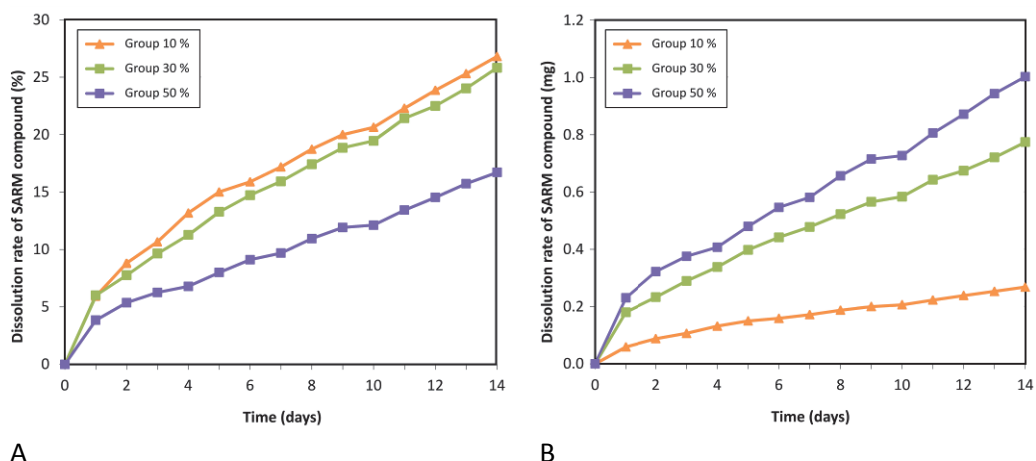 30
25
20
15
10
5
0
Group 10 %
Group 30 %
Group 50 %
Dissolution rate of SARM compound (%)
0 2 4 6 8 10 12 14
Time (days)
A
1.2
1.0
0.8
0.6
0.4
0.2
0.0
Group 10 %
Group 30 %
Group 50 %
Dissolution rate of SARM compound (mg)
0 2 4 6 8 10 12 14
Time (days)
B